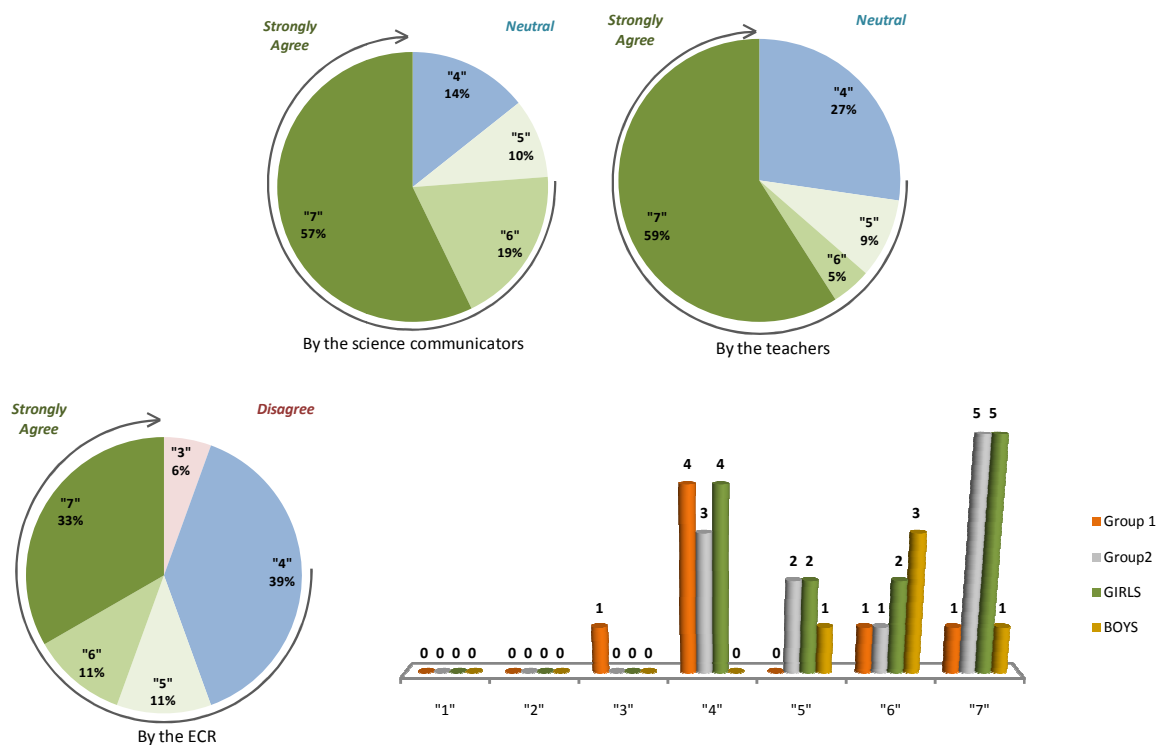 Strongly
Agree
Neutral
"4"
14%
"5"
10%
"6"
19%
"7"
57%
By the science communicators
Strongly
Agree
Neutral
"4"
27%
"5"
9%
"6"
5%
"7"
59%
By the teachers
Strongly
Agree
Disagree
"3"
6%
"4"
39%
"5"
11%
"6"
11%
"7"
33%
By the ECR
0 0 0 0
0 0 0 0
1 0 0 0
4 3 4 0
0 2 2 1
1 1 2 3
1 5 5 1
"1" "2" "3" "4" "5" "6" "7"
Group 1
Group2
GIRLS
BOYS